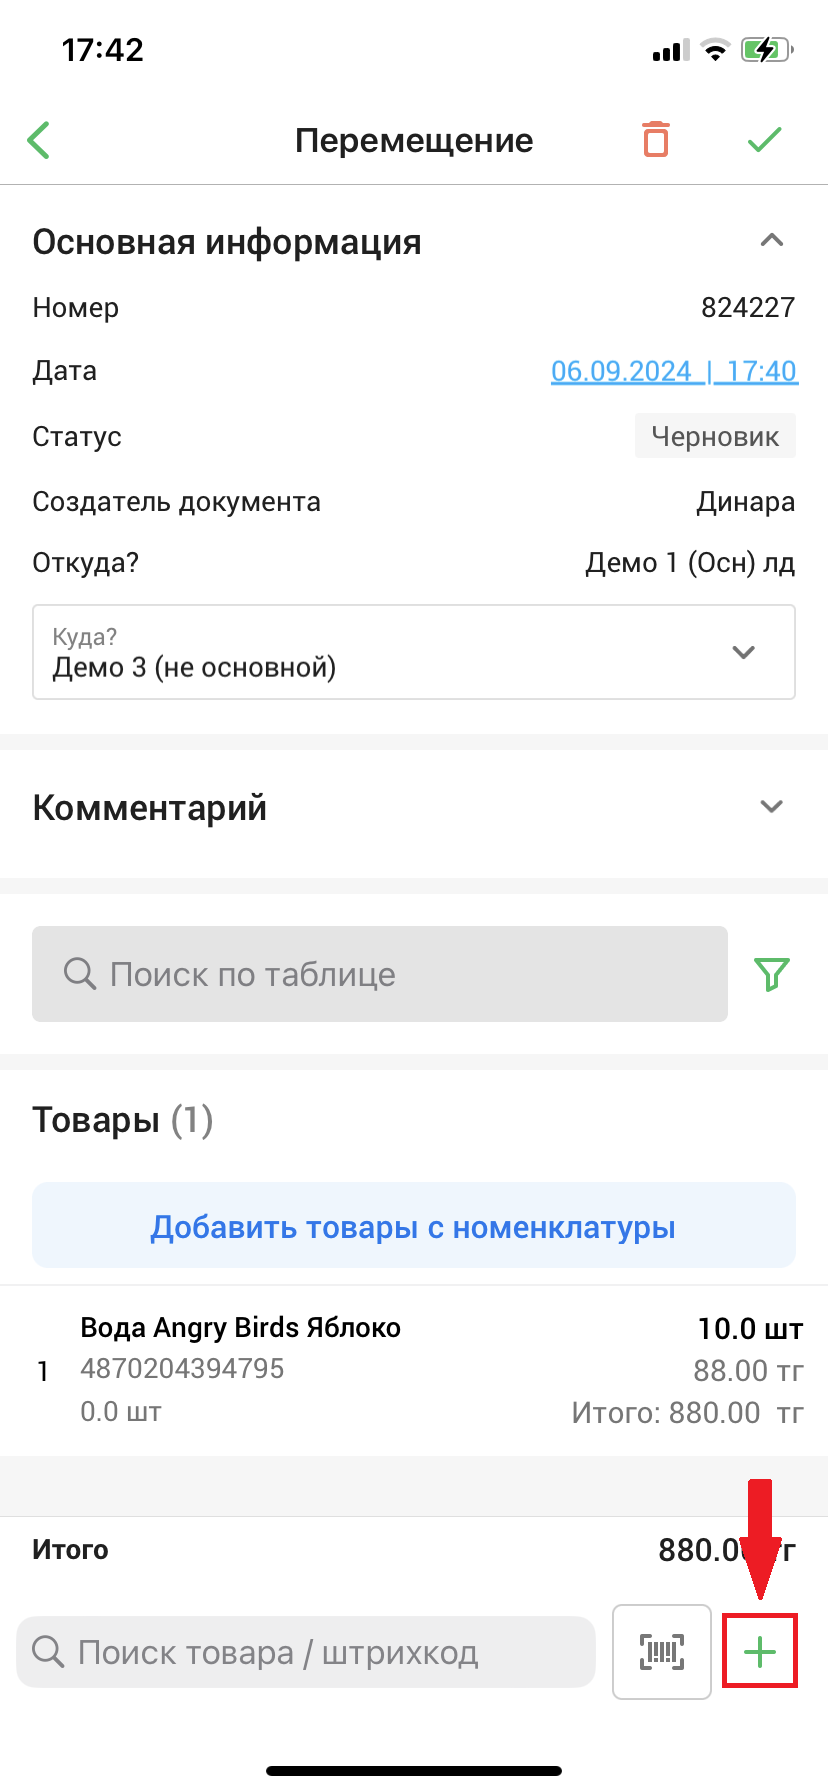 17:42
Перемещение
Основная информация
Номер 824227
Дата 06.09.2024 | 17:40
Статус Черновик
Создатель документа Динара
Откуда? Демо 1 (Осн) лд
Куда?
Демо 3 (не основной)
Комментарий
Поиск по таблице
Товары (1)
Добавить товары с номенклатуры
Вода Angry Birds Яблоко 10.0 шт
1 4870204394795 88.00 тг
0.0 шт Итого: 880.00 тг
Итого 880.00 тг
Поиск товара / штрихкод